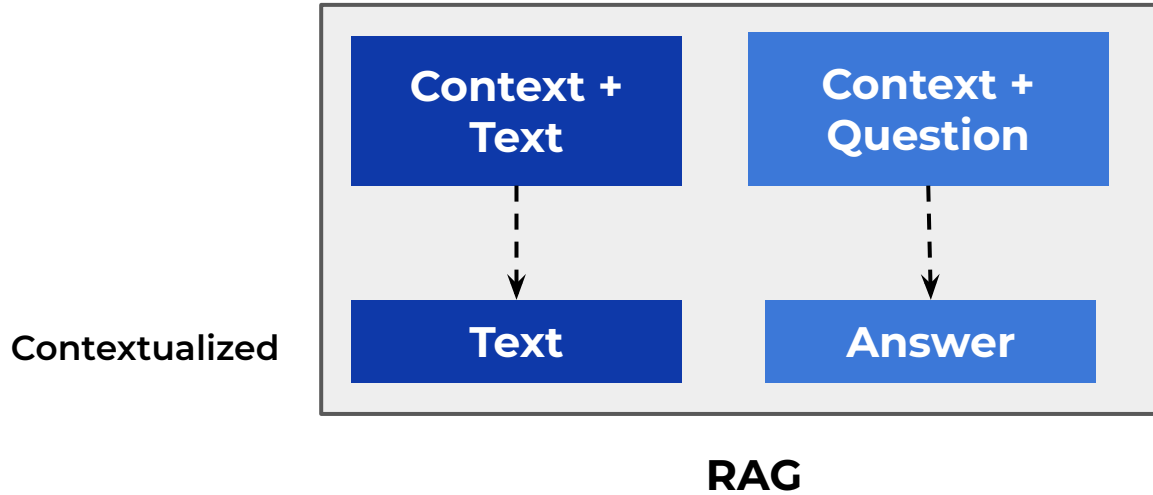 Context +
Text
Context +
Question
Contextualized
Text
Answer
RAG